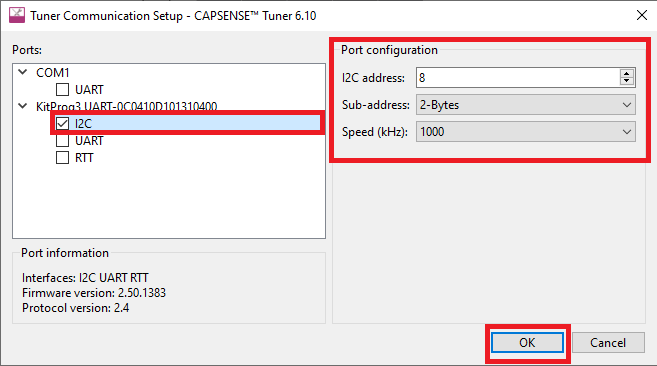 Tuner Communication Setup - CAPSENSE™ Tuner 6.10
Ports:
COM1
UART
KitProg3 UART-0C0410D101310400
I2C
UART
RTT
Port information
Interfaces: I2C UART RTT
Firmware version: 2.50.1383
Protocol version: 2.4
Port configuration
I2C address: 8
Sub-address: 2-Bytes
Speed (kHz): 1000
OK
Cancel